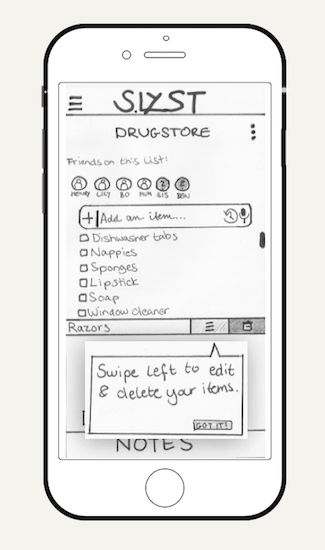 S.LYST
DRUGSTORE
Friends on this List:
HENRY LILY BO MUM SIS BEN
Add an item...
Dishwasher tabs
Nappies
Sponges
Lipstick
Soap
Window cleaner
Razors
Swipe left to edit
& delete your items.
GOT IT!
NOTES